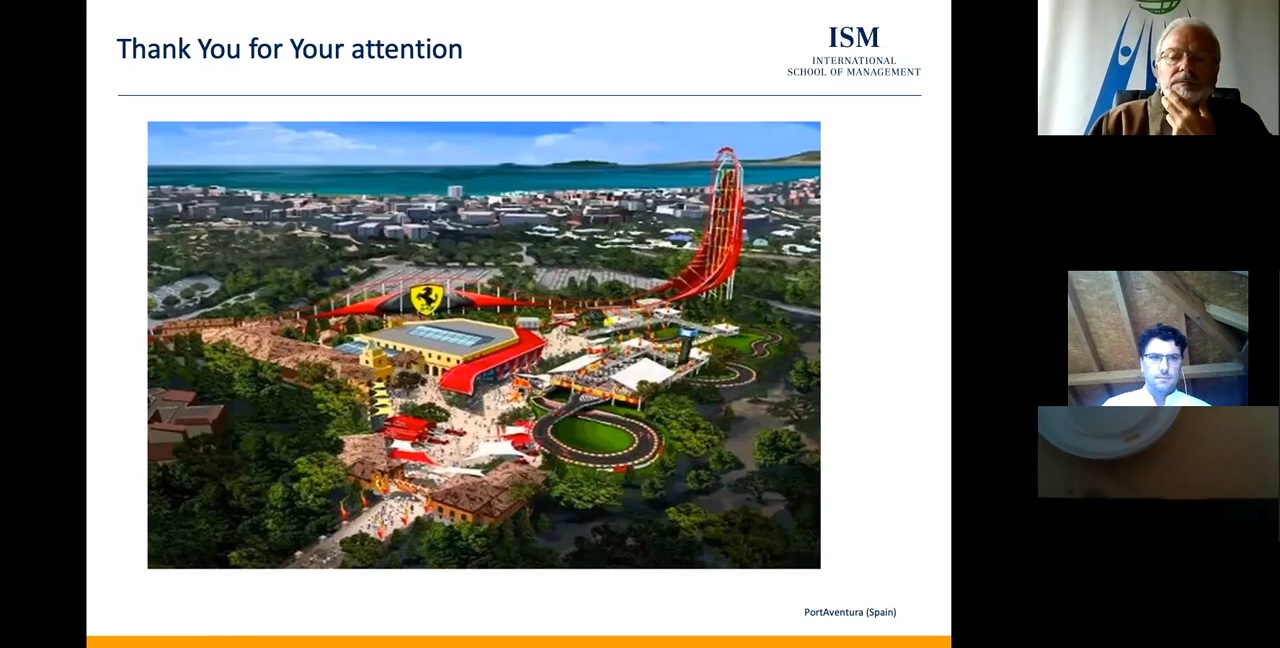 Thank You for Your attention
ISM
INTERNATIONAL
SCHOOL OF MANAGEMENT
PortAventura (Spain)